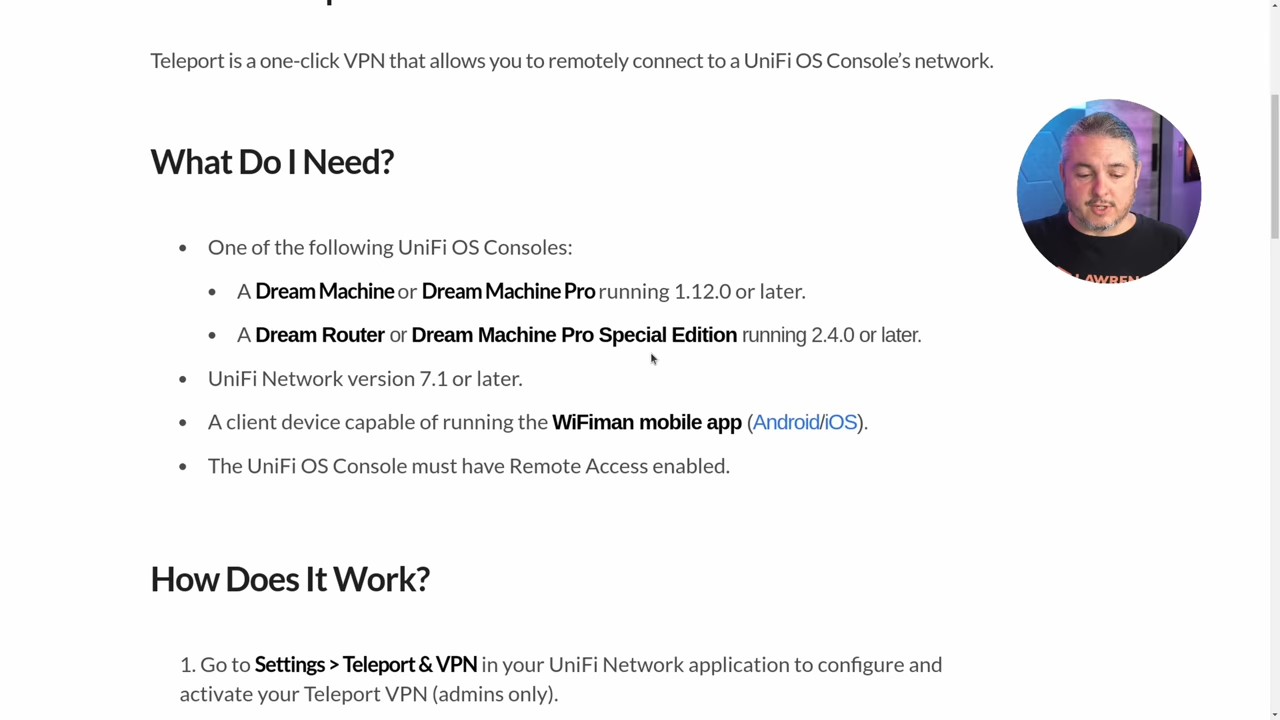 Teleport is a one-click VPN that allows you to remotely connect to a UniFi OS Console’s network.
What Do I Need?
• One of the following UniFi OS Consoles:
• A Dream Machine or Dream Machine Pro running 1.12.0 or later.
• A Dream Router or Dream Machine Pro Special Edition running 2.4.0 or later.
• UniFi Network version 7.1 or later.
• A client device capable of running the WiFiman mobile app (Android/iOS).
• The UniFi OS Console must have Remote Access enabled.
How Does It Work?
1. Go to Settings > Teleport & VPN in your UniFi Network application to configure and
activate your Teleport VPN (admins only).